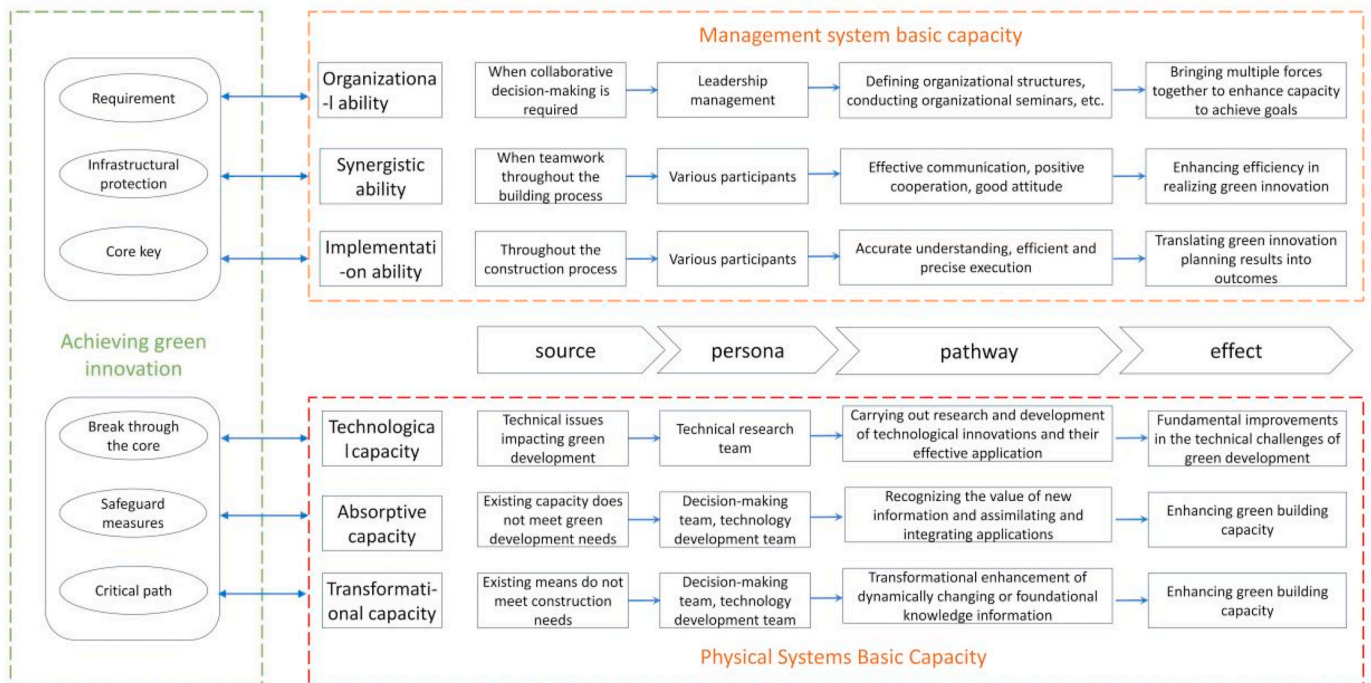 Management system basic capacity
Requirement
Organizationa
-l ability
When collaborative
decision-making is
required
Leadership
management
Defining organizational structures,
conducting organizational seminars, etc.
Bringing multiple forces
together to enhance capacity
to achieve goals
Infrastructural
protection
Synergistic
ability
When teamwork
throughout the
building process
Various participants
Effective communication, positive
cooperation, good attitude
Enhancing efficiency in
realizing green innovation
Core key
Implementati
-on ability
Throughout the
construction process
Various participants
Accurate understanding, efficient and
precise execution
Translating green innovation
planning results into
outcomes
Achieving green
innovation
source
persona
pathway
effect
Break through
the core
Technologica
l capacity
Technical issues
impacting green
development
Technical research
team
Carrying out research and development
of technological innovations and their
effective application
Fundamental improvements
in the technical challenges of
green development
Safeguard
measures
Absorptive
capacity
Existing capacity does
not meet green
development needs
Decision-making
team, technology
development team
Recognizing the value of new
information and assimilating and
integrating applications
Enhancing green building
capacity
Critical path
Transformati-
onal capacity
Existing means do not
meet construction
needs
Decision-making
team, technology
development team
Transformational enhancement of
dynamically changing or foundational
knowledge information
Enhancing green building
capacity
Physical Systems Basic Capacity